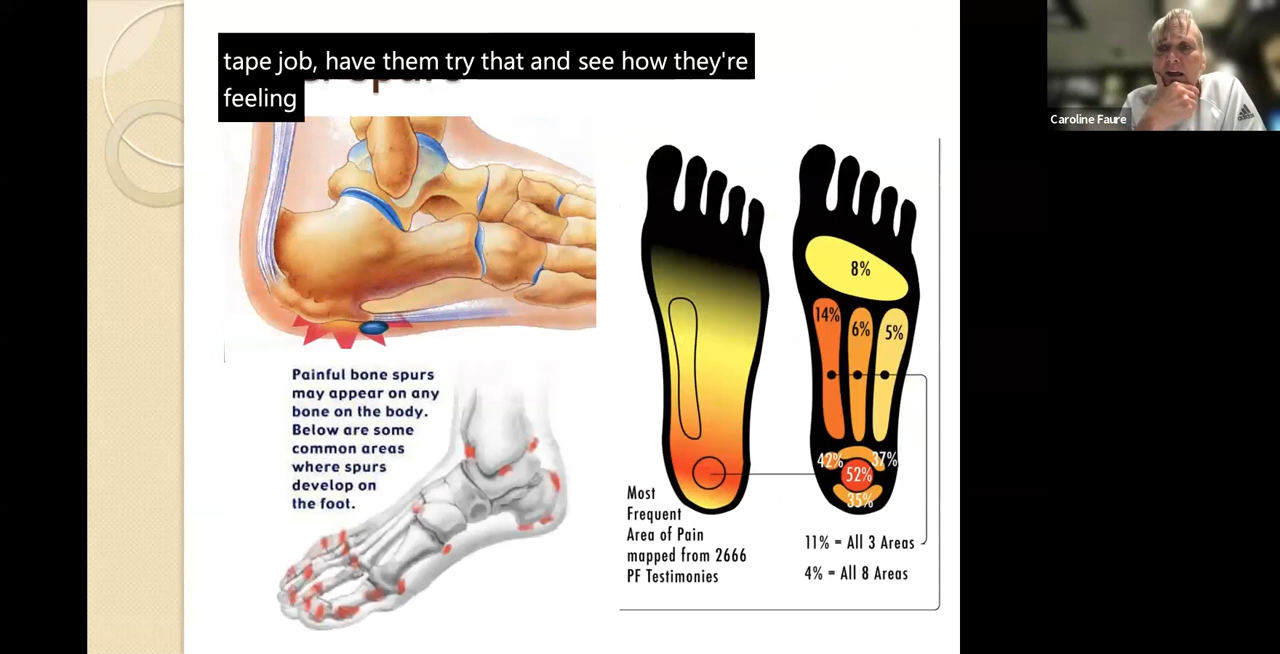 tape job, have them try that and see how they're
feeling
Caroline Faure
adidas
8%
14%
6%
5%
42%
37%
52%
35%
Painful bone spurs
may appear on any
bone on the body.
Below are some
common areas
where spurs
develop on
the foot.
Most
Frequent
Area of Pain
mapped from 2666
PF Testimonies
11% = All 3 Areas
4% = All 8 Areas